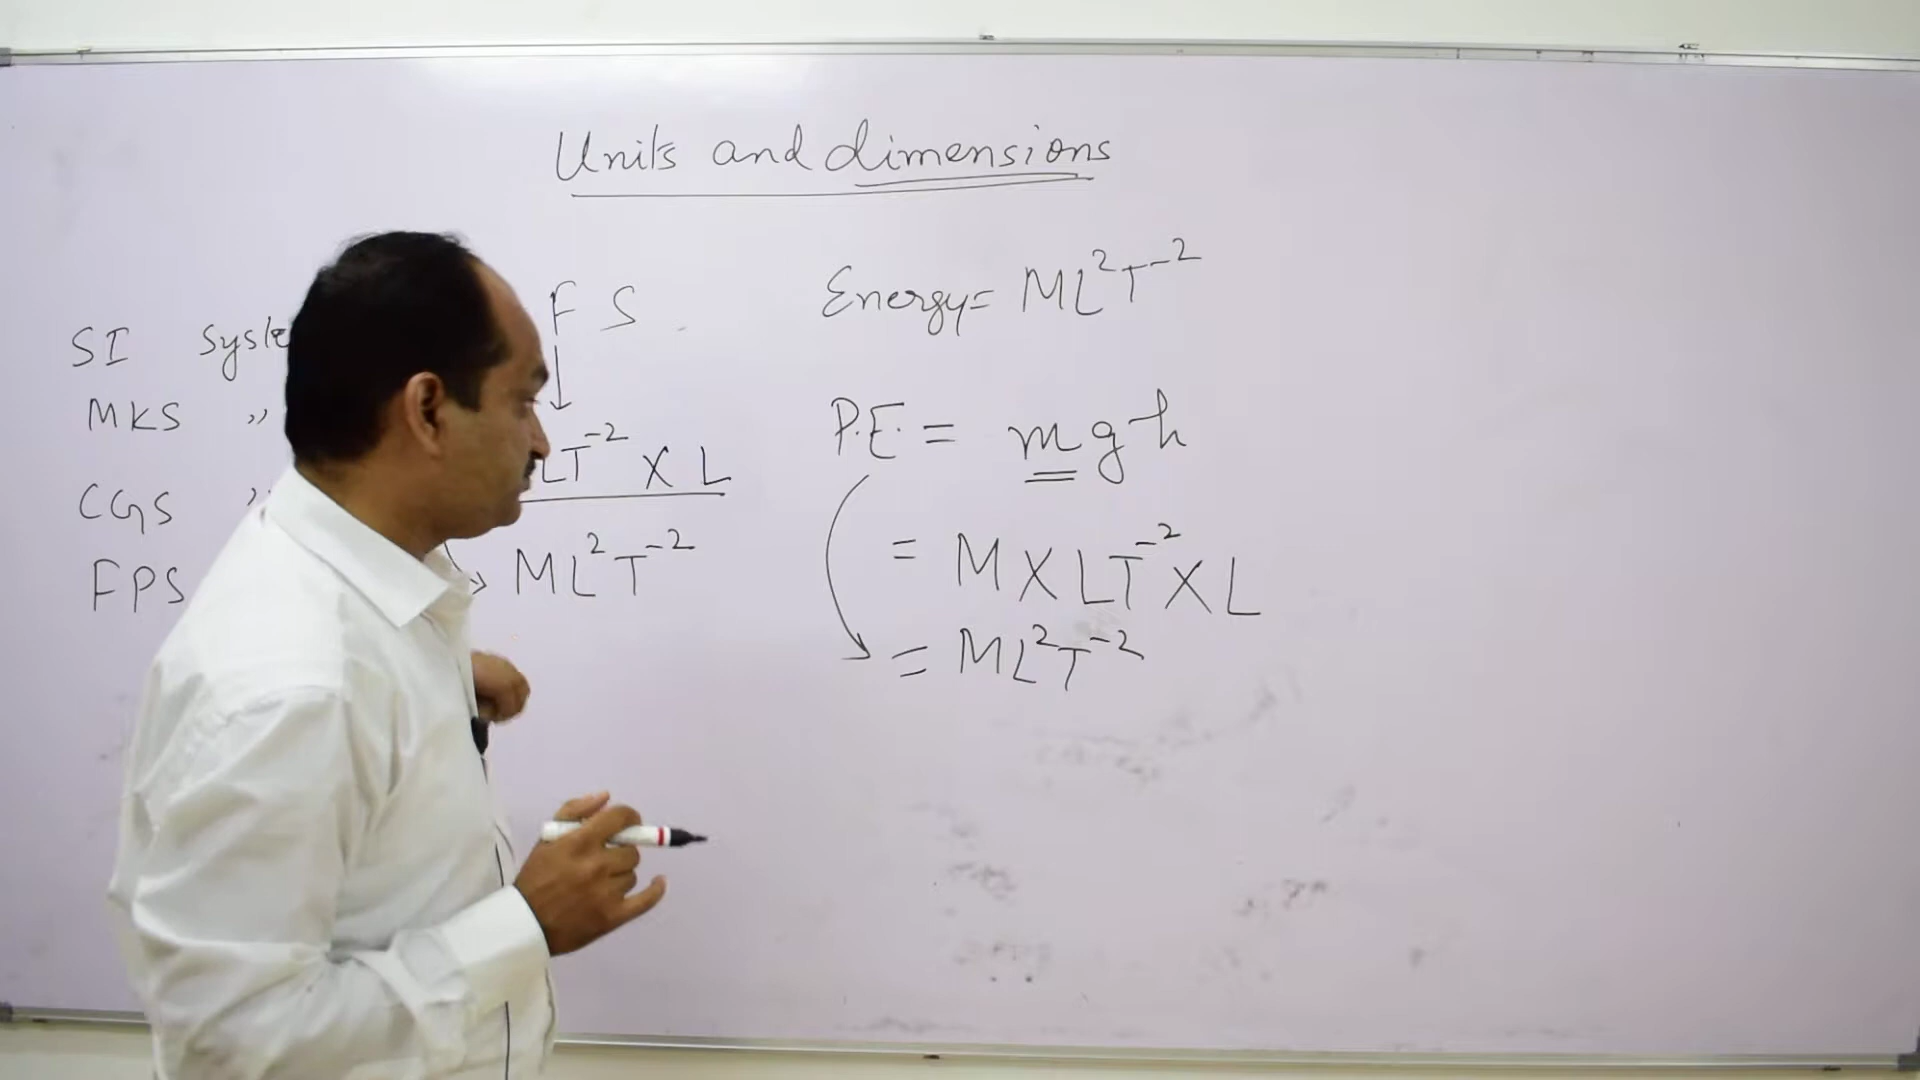 Units and dimensions
SI Syste
MKS "
CGS "
FPS
F S
↓
LT⁻² X L
ML²T⁻²
Energy = ML²T⁻²
P.E. = mgh
= M X LT⁻² X L
= ML²T⁻²